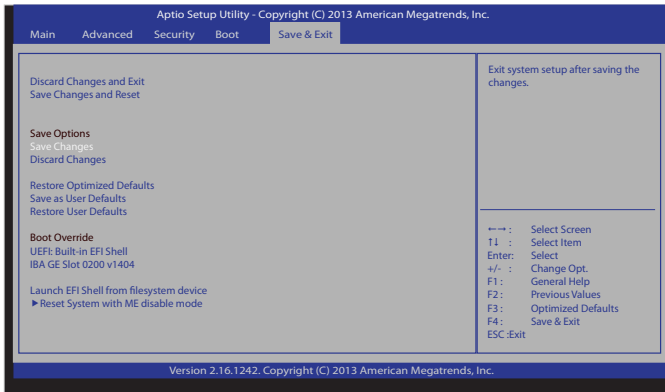 Aptio Setup Utility - Copyright (C) 2013 American Megatrends, Inc.
Main Advanced Security Boot Save & Exit
Discard Changes and Exit
Save Changes and Reset
Save Options
Save Changes
Discard Changes
Restore Optimized Defaults
Save as User Defaults
Restore User Defaults
Boot Override
UEFI: Built-in EFI Shell
IBA GE Slot 0200 v1404
Launch EFI Shell from filesystem device
►Reset System with ME disable mode
Exit system setup after saving the
changes.
←→ : Select Screen
↑↓ : Select Item
Enter: Select
+/- : Change Opt.
F1 : General Help
F2 : Previous Values
F3 : Optimized Defaults
F4 : Save & Exit
ESC :Exit
Version 2.16.1242. Copyright (C) 2013 American Megatrends, Inc.